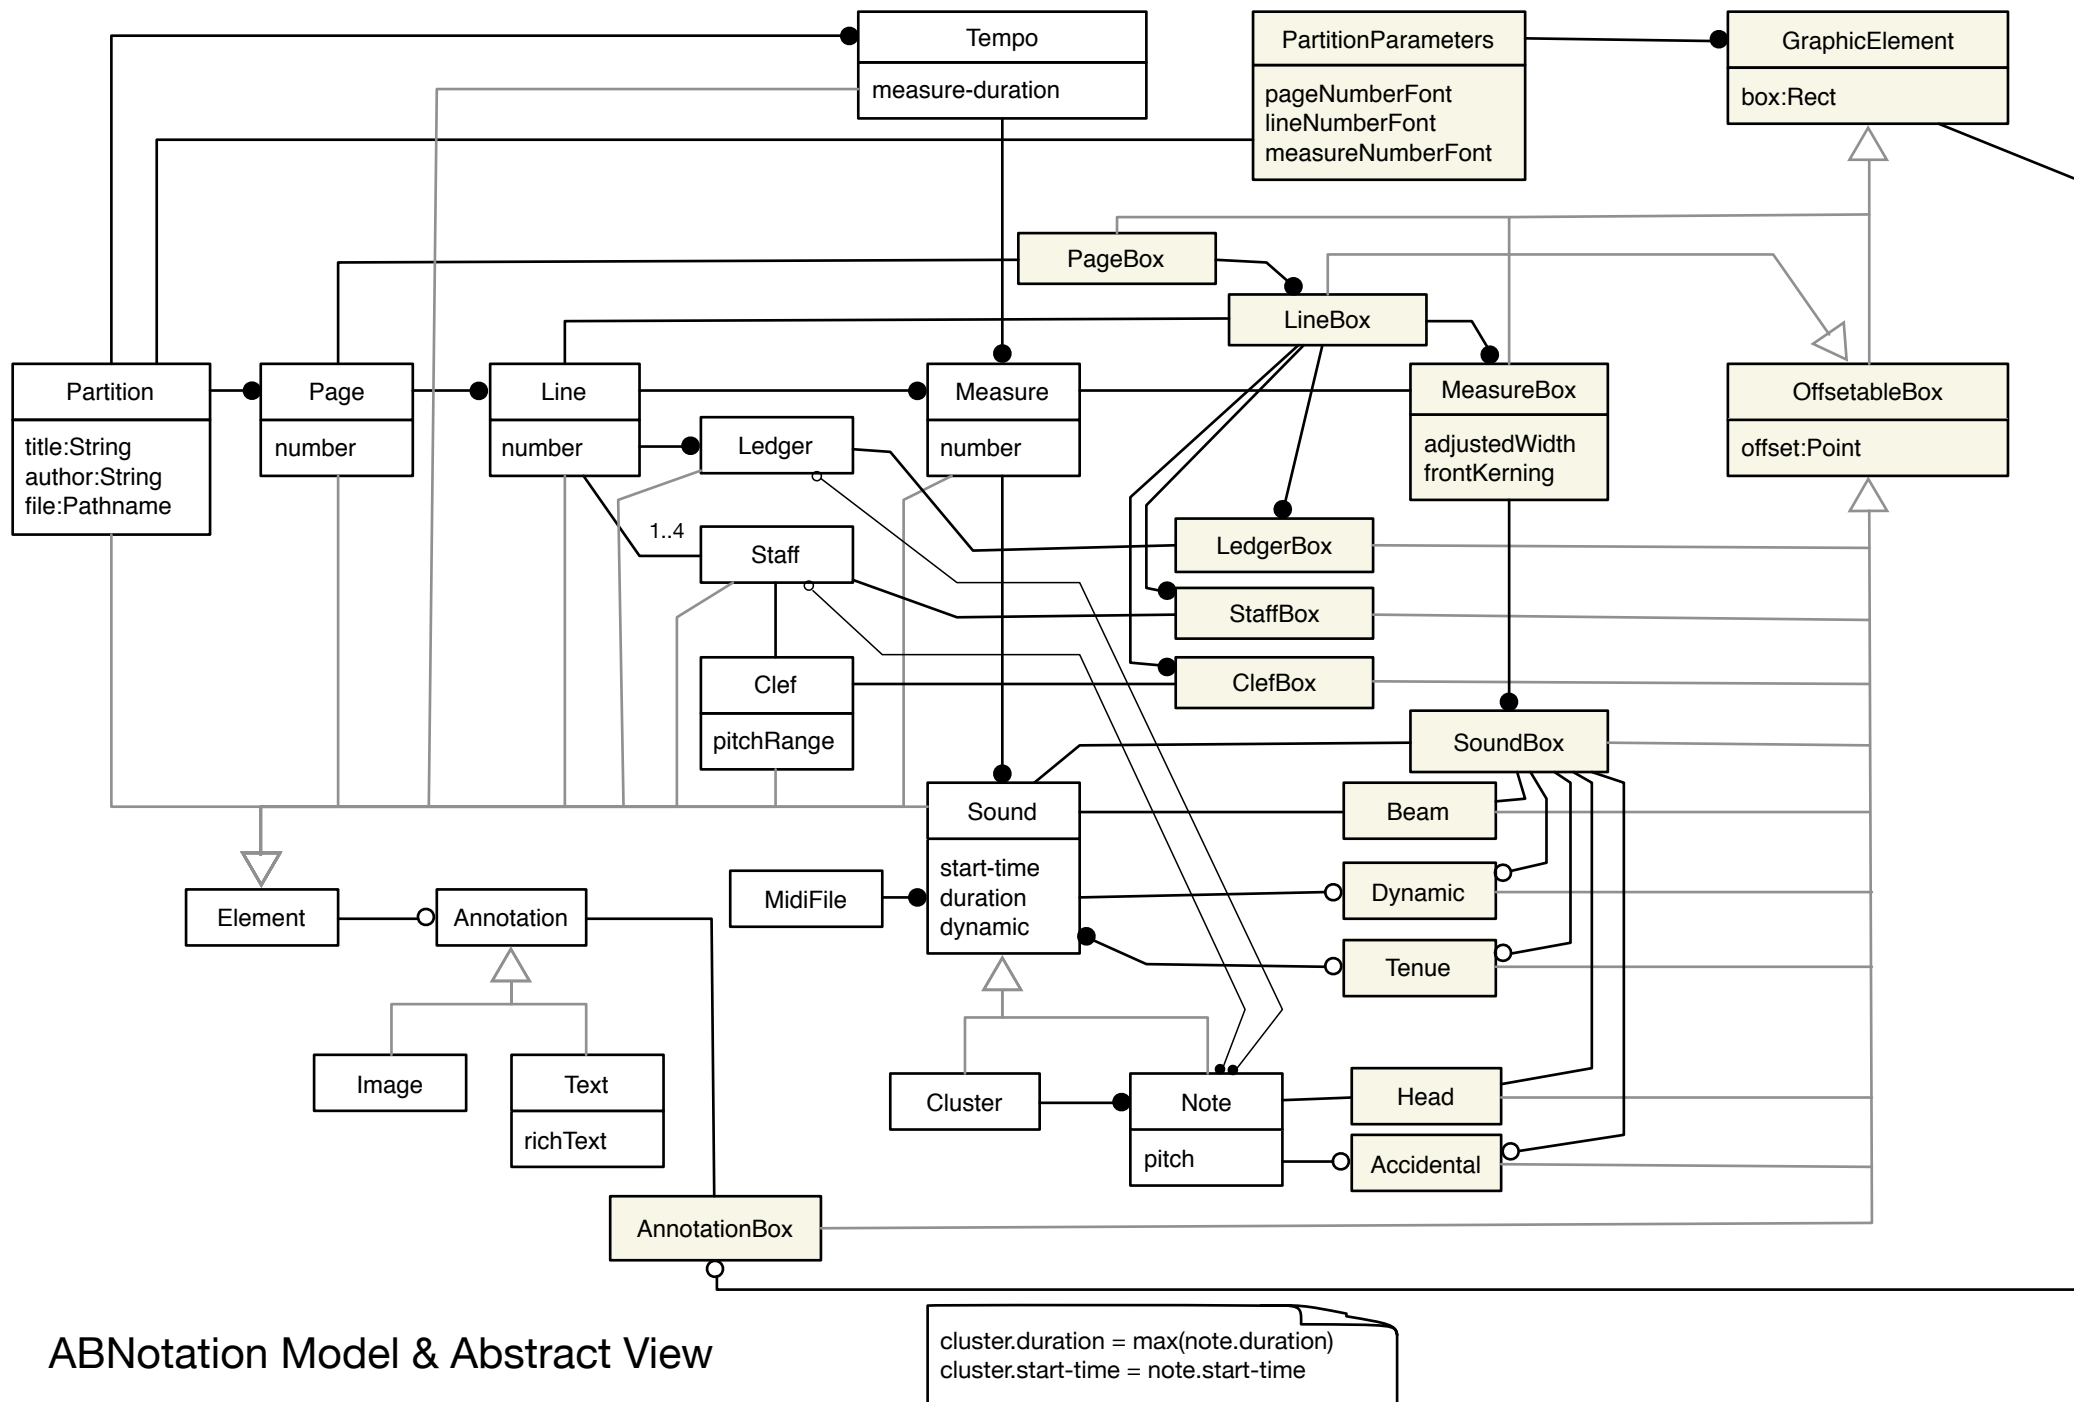 Tempo
measure-duration
PartitionParameters
pageNumberFont
lineNumberFont
measureNumberFont
GraphicElement
box:Rect
PageBox
LineBox
Partition
title:String
author:String
file:Pathname
Page
number
Line
number
Ledger
Measure
number
MeasureBox
adjustedWidth
frontKerning
OffsetableBox
offset:Point
1..4
Staff
LedgerBox
StaffBox
Clef
pitchRange
ClefBox
SoundBox
Sound
start-time
duration
dynamic
Beam
MidiFile
Dynamic
Element
Annotation
Tenue
Image
Text
richText
Cluster
Note
pitch
Head
Accidental
AnnotationBox
ABNotation Model & Abstract View
cluster.duration = max(note.duration)
cluster.start-time = note.start-time